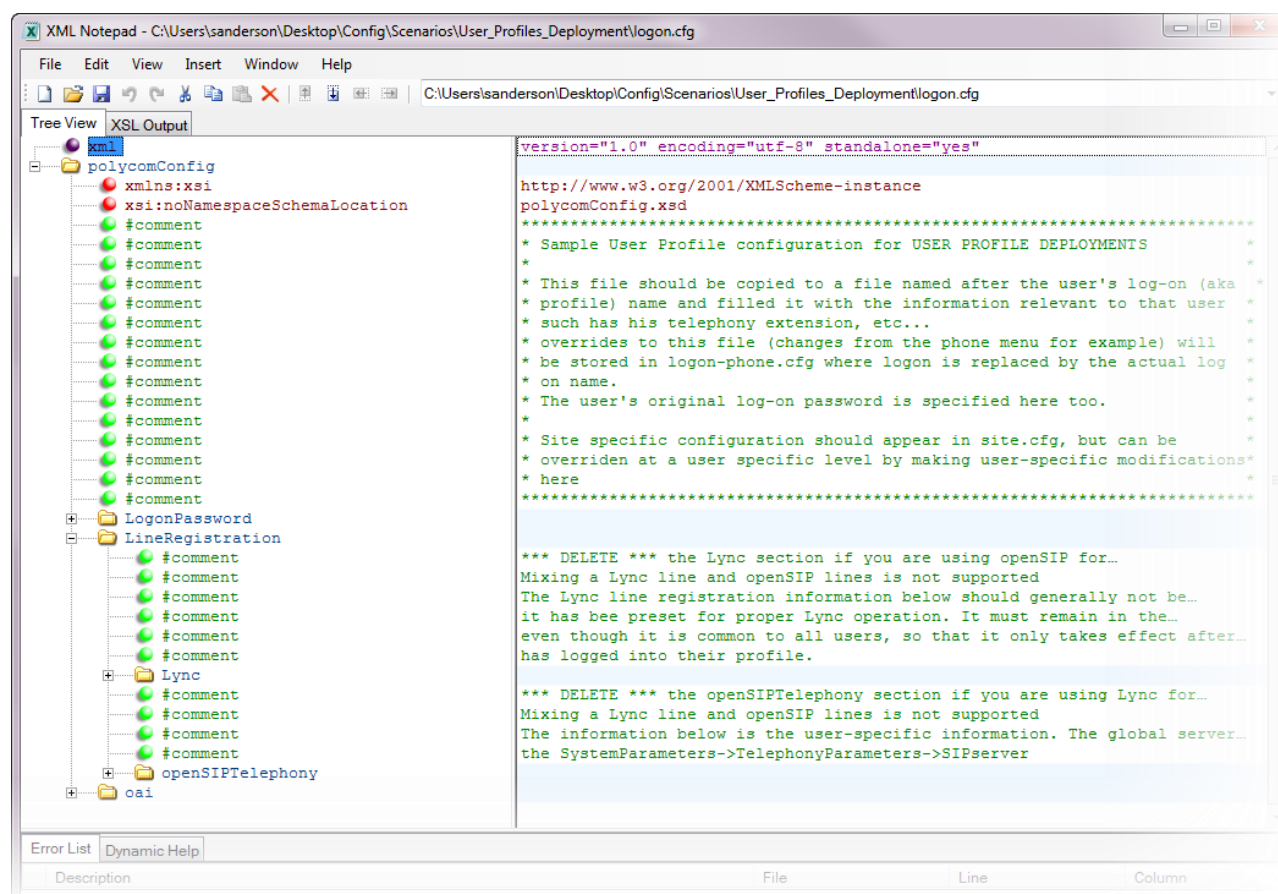 XML Notepad - C:\Users\sanderson\Desktop\Config\Scenarios\User_Profiles_Deployment\logon.cfg
File Edit View Insert Window Help
C:\Users\sanderson\Desktop\Config\Scenarios\User_Profiles_Deployment\logon.cfg
Tree View XSL Output
xml version="1.0" encoding="utf-8" standalone="yes"
polycomConfig
xmlns:xsi http://www.w3.org/2001/XMLScheme-instance
xsi:noNamespaceSchemaLocation polycomConfig.xsd
#comment **************************************************************************
#comment * Sample User Profile configuration for USER PROFILE DEPLOYMENTS *
#comment * *
#comment * This file should be copied to a file named after the user's log-on (aka *
#comment * profile) name and filled it with the information relevant to that user *
#comment * such has his telephony extension, etc... *
#comment * overrides to this file (changes from the phone menu for example) will *
#comment * be stored in logon-phone.cfg where logon is replaced by the actual log *
#comment * on name. *
#comment * The user's original log-on password is specified here too. *
#comment * *
#comment * Site specific configuration should appear in site.cfg, but can be *
#comment * overriden at a user specific level by making user-specific modifications*
#comment * here *
#comment **************************************************************************
LogonPassword
LineRegistration
#comment *** DELETE *** the Lync section if you are using openSIP for…
#comment Mixing a Lync line and openSIP lines is not supported
#comment The Lync line registration information below should generally not be…
#comment it has bee preset for proper Lync operation. It must remain in the…
#comment even though it is common to all users, so that it only takes effect after…
#comment has logged into their profile.
Lync
#comment *** DELETE *** the openSIPTelephony section if you are using Lync for…
#comment Mixing a Lync line and openSIP lines is not supported
#comment The information below is the user-specific information. The global server…
#comment the SystemParameters->TelephonyParameters->SIPserver
openSIPTelephony
oai
Error List Dynamic Help
Description File Line Column